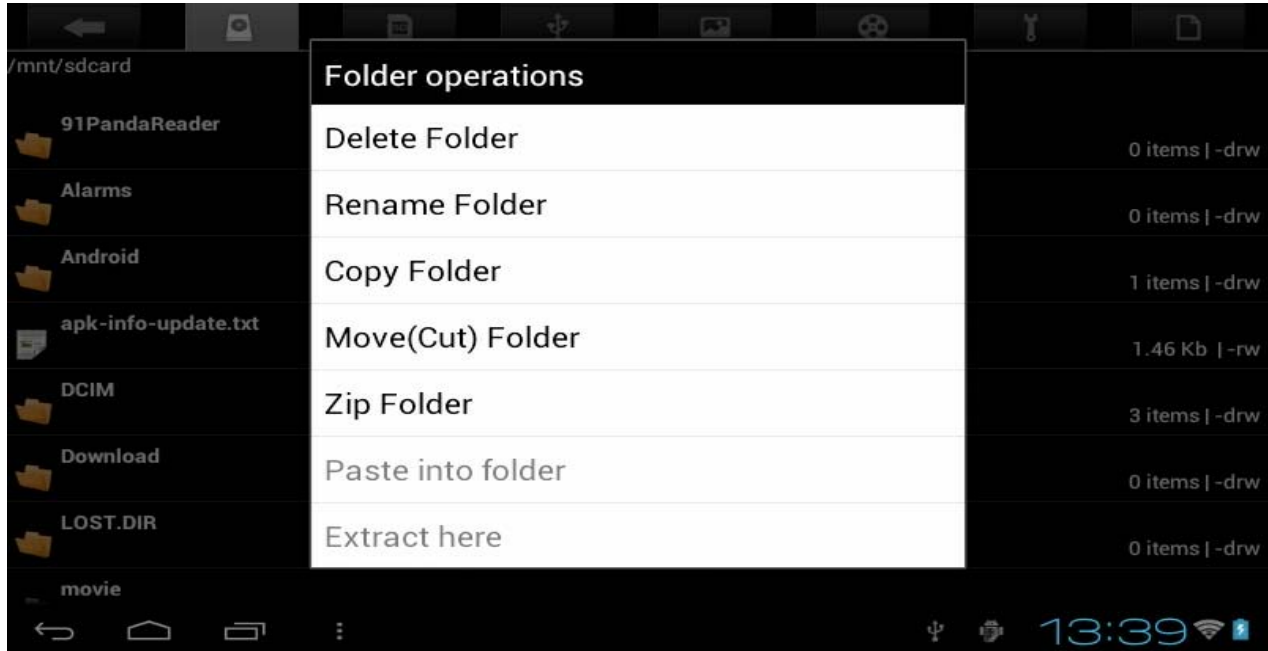 /mnt/sdcard
Folder operations
91PandaReader
Delete Folder
0 items | -drw
Alarms
Rename Folder
0 items | -drw
Android
Copy Folder
1 items | -drw
apk-info-update.txt
Move(Cut) Folder
1.46 Kb | -rw
DCIM
Zip Folder
3 items | -drw
Download
Paste into folder
0 items | -drw
LOST.DIR
Extract here
0 items | -drw
movie
13:39